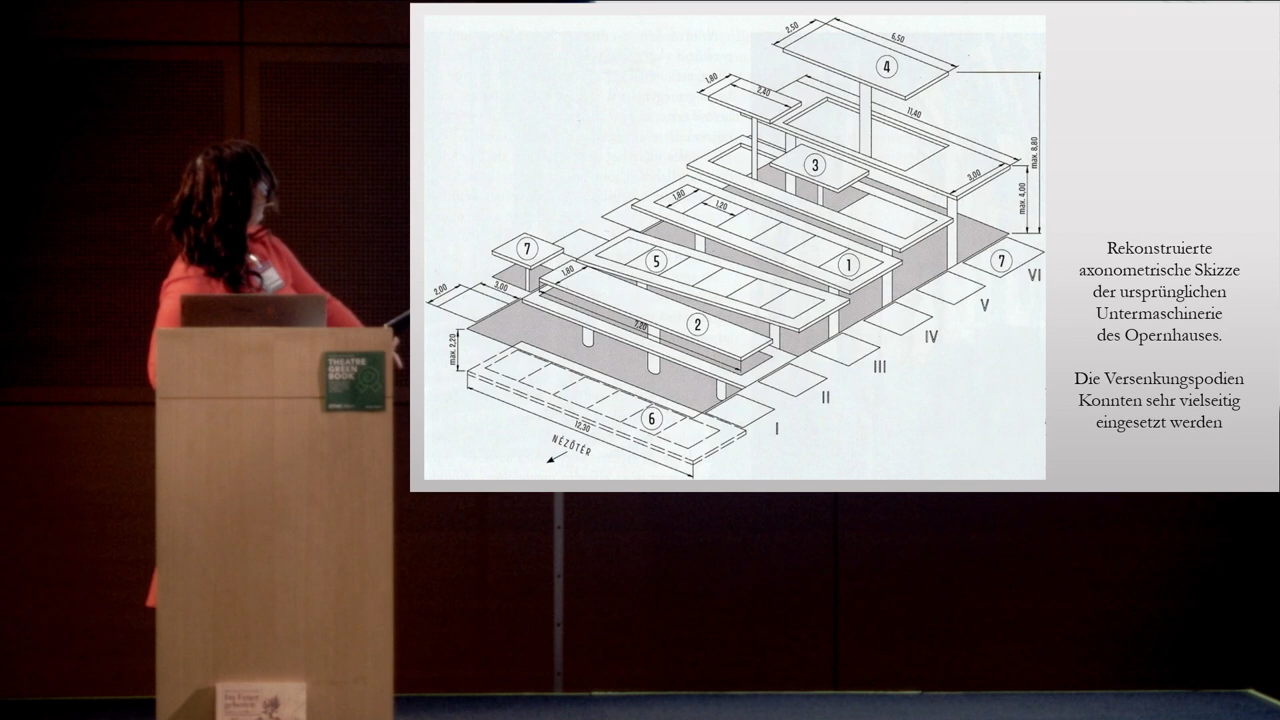 2,50
6,50
4
1,80
2,40
11,40
max. 8,80
3
3,00
max. 4,00
1,80
1,20
7
5
1
7
VI
1,80
V
2,00
3,00
2
7,20
IV
max. 2,20
III
II
6
I
12,30
NÉZŐTÉR
Rekonstruierte
axonometrische Skizze
der ursprünglichen
Untermaschinerie
des Opernhauses.
Die Versenkungspodien
Konnten sehr vielseitig
eingesetzt werden
THEATRE
GREEN
BOOK